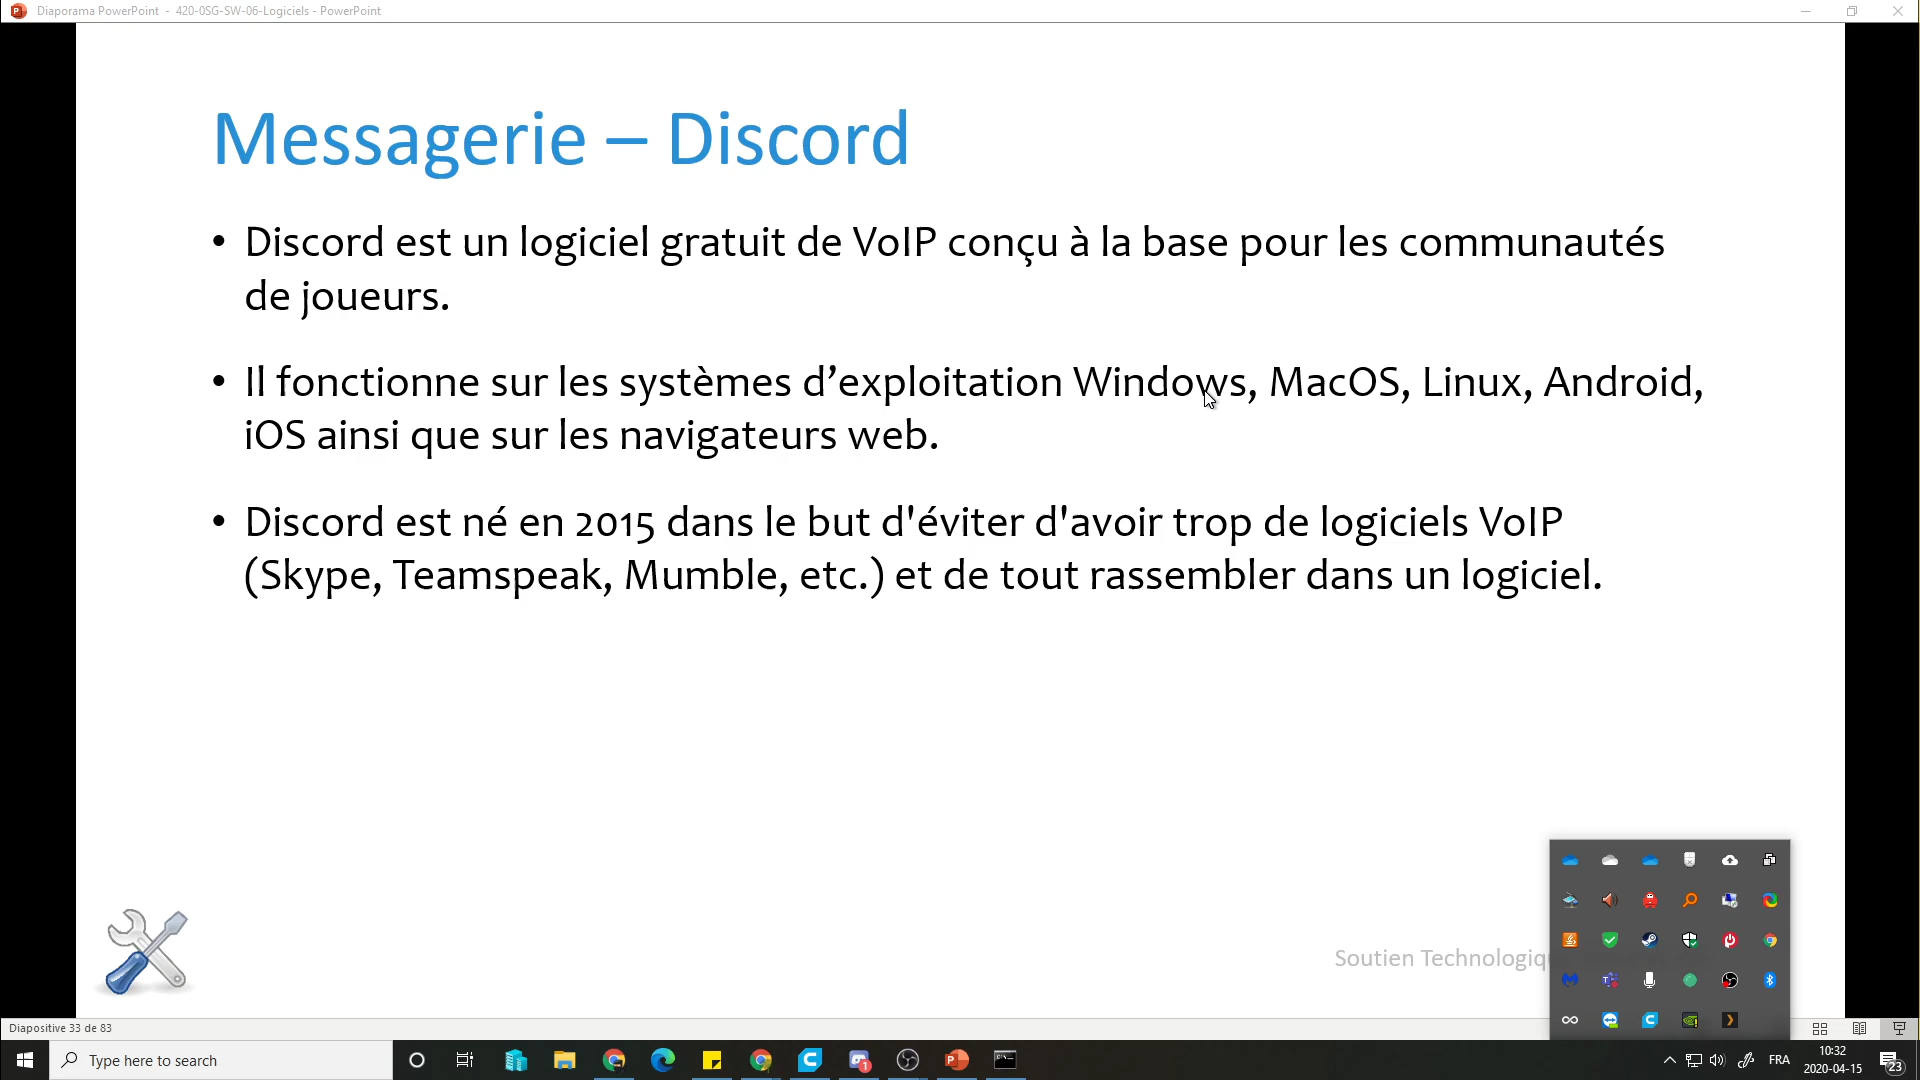 Diaporama PowerPoint - 420-0SG-SW-06-Logiciels - PowerPoint
Messagerie – Discord
• Discord est un logiciel gratuit de VoIP conçu à la base pour les communautés
de joueurs.
• Il fonctionne sur les systèmes d’exploitation Windows, MacOS, Linux, Android,
iOS ainsi que sur les navigateurs web.
• Discord est né en 2015 dans le but d'éviter d'avoir trop de logiciels VoIP
(Skype, Teamspeak, Mumble, etc.) et de tout rassembler dans un logiciel.
Soutien
Diapositive 33 de 83
Type here to search
1
FRA
10:32
2020-04-15
23